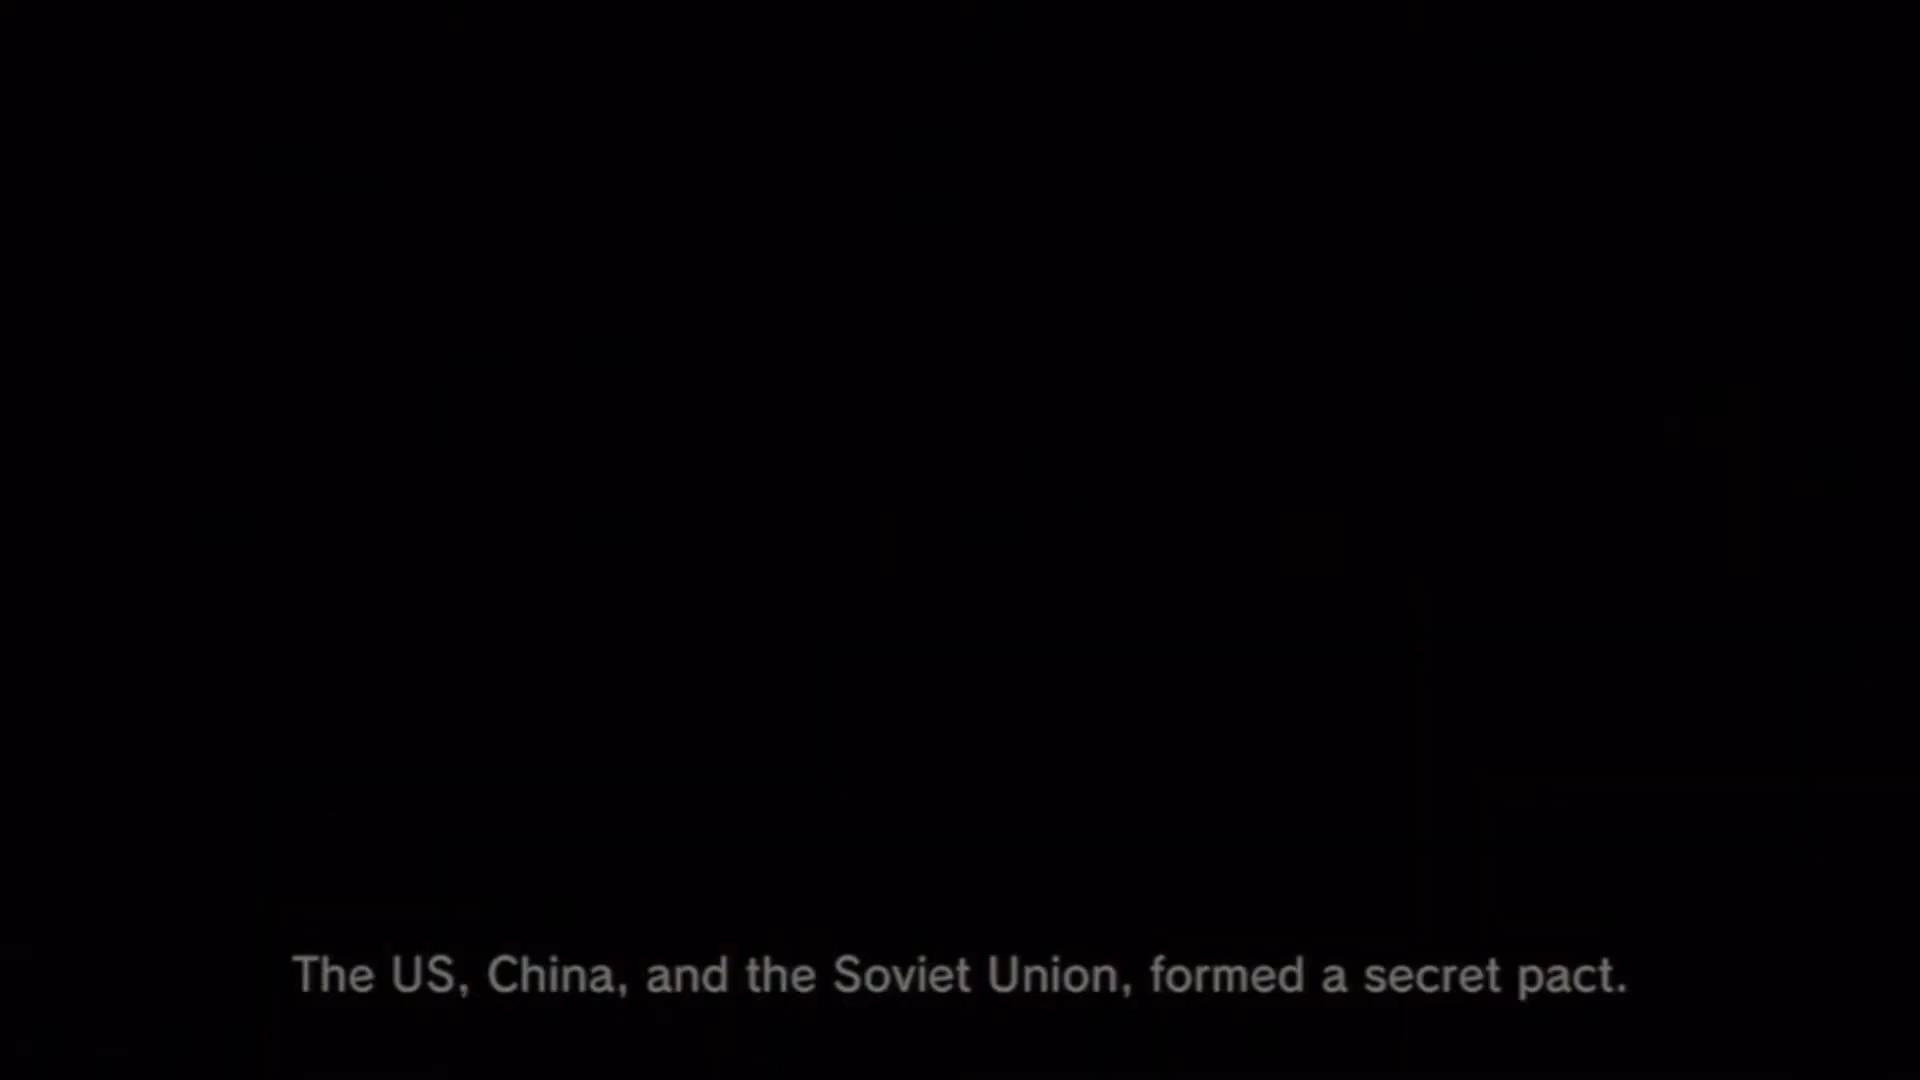 The US, China, and the Soviet Union, formed a secret pact.